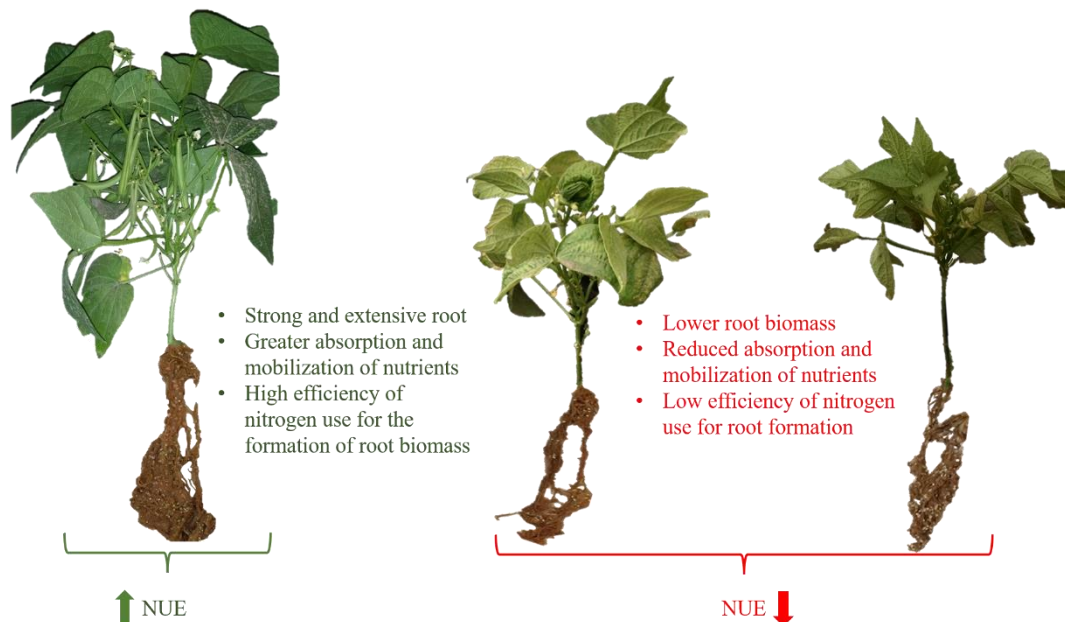 • Strong and extensive root
• Greater absorption and
mobilization of nutrients
• High efficiency of
nitrogen use for the
formation of root biomass
• Lower root biomass
• Reduced absorption and
mobilization of nutrients
• Low efficiency of nitrogen
use for root formation
NUE
NUE